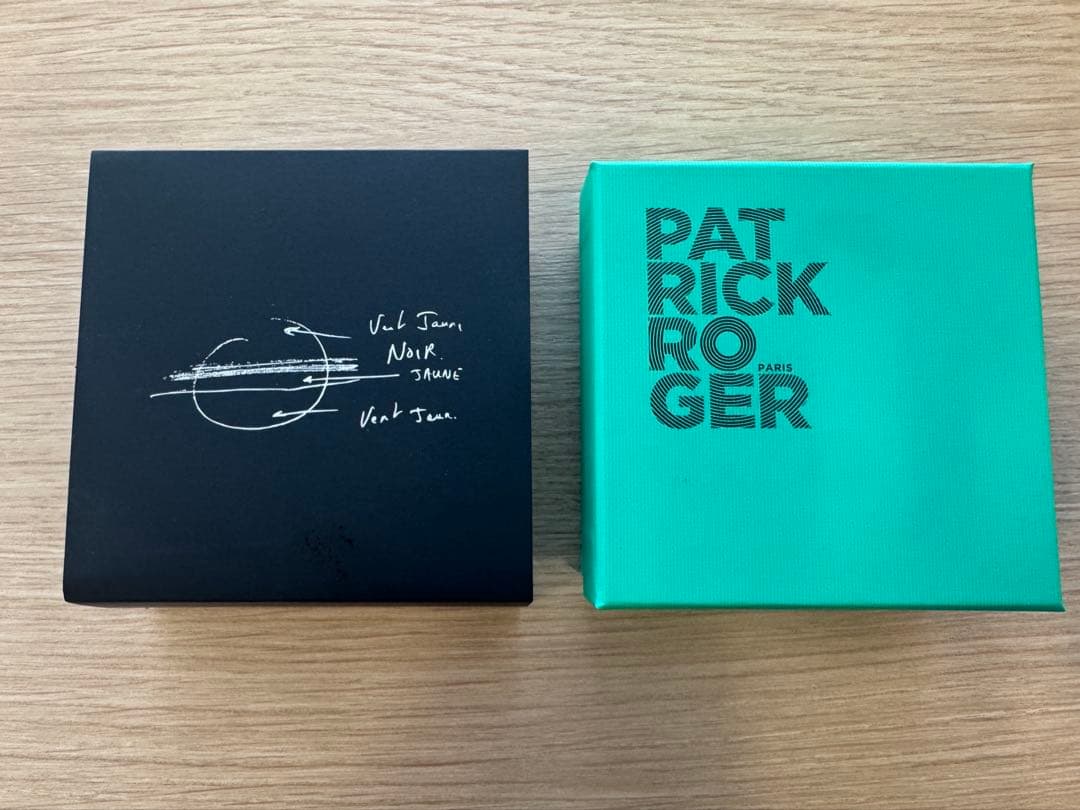 Vert Jaune
NOIR.
JAUNE
Vert Jaun.
PAT
RICK
RO
PARIS
GER